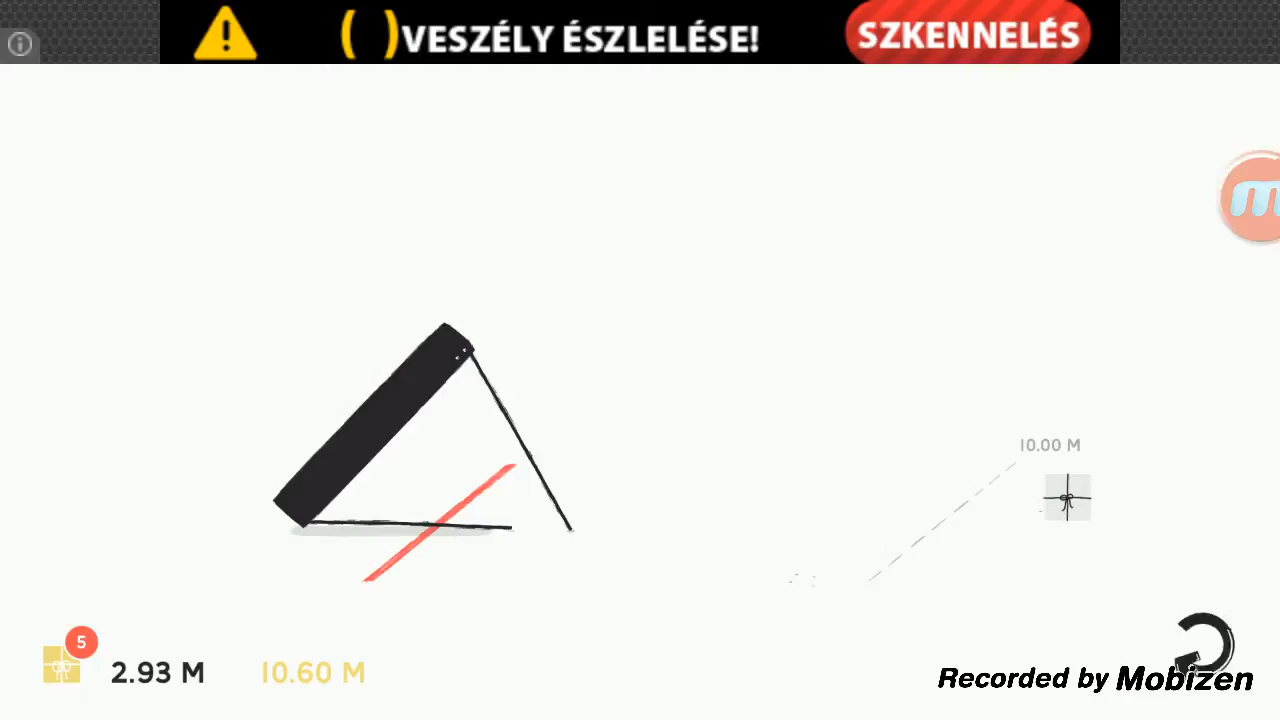 ( ) VESZÉLY ÉSZLELÉSE!
SZKENNELÉS
10.00 M
5
2.93 M
10.60 M
Recorded by Mobizen